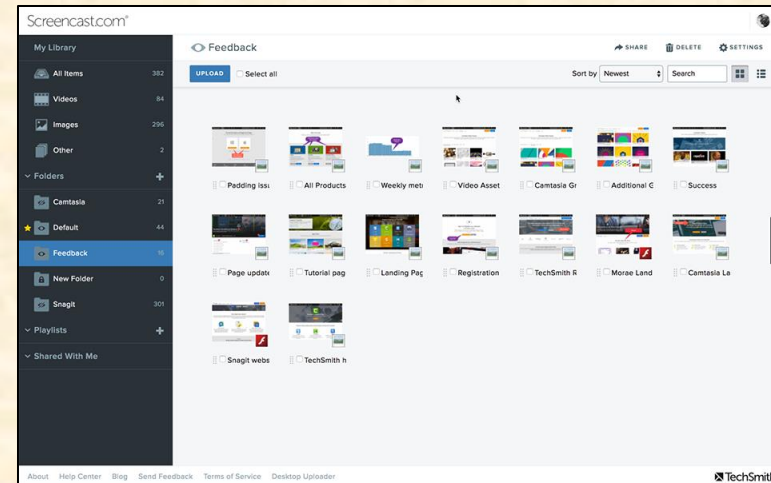 Screencast.com®
My Library
All Items 382
Videos 84
Images 296
Other 2
Folders +
Camtasia 21
Default 44
Feedback 16
New Folder 0
Snagit 301
Playlists +
Shared With Me
Feedback
SHARE DELETE SETTINGS
UPLOAD Select all Sort by Newest Search
Padding issu All Products Weekly metr Video Asset Camtasia Gr Additional G Success
Page update Tutorial pag Landing Pag Registration TechSmith R Morae Land Camtasia La
Snagit webs TechSmith h
About Help Center Blog Send Feedback Terms of Service Desktop Uploader TechSmith